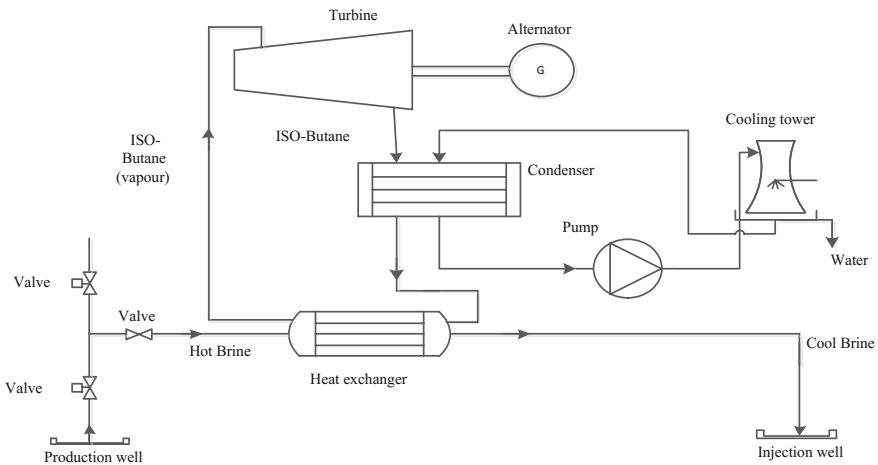 Turbine
Alternator
G
ISO-
Butane
(vapour)
ISO-Butane
Cooling tower
Condenser
Pump
Water
Valve
Valve
Hot Brine
Cool Brine
Heat exchanger
Valve
Production well
Injection well